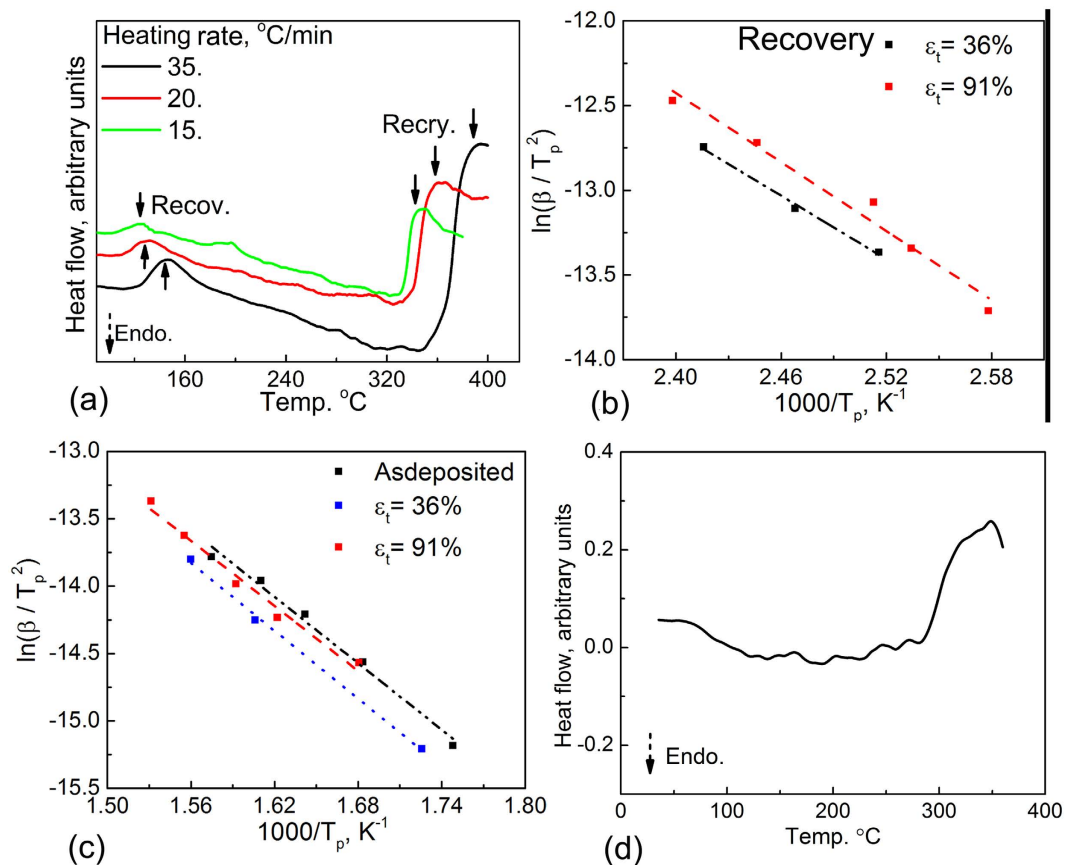 (a)
Heating rate, °C/min
35.
20.
15.
Recry.
Recov.
Endo.
Heat flow, arbitrary units
160 240 320 400
Temp. °C
(b)
Recovery
εt= 36%
εt= 91%
-12.0
-12.5
-13.0
-13.5
-14.0
ln(β / Tp²)
2.40 2.46 2.52 2.58
1000/Tp, K⁻¹
(c)
Asdeposited
εt= 36%
εt= 91%
-13.0
-13.5
-14.0
-14.5
-15.0
-15.5
ln(β / Tp²)
1.50 1.56 1.62 1.68 1.74 1.80
1000/Tp, K⁻¹
(d)
0.4
0.2
0.0
-0.2
Heat flow, arbitrary units
Endo.
0 100 200 300 400
Temp. °C